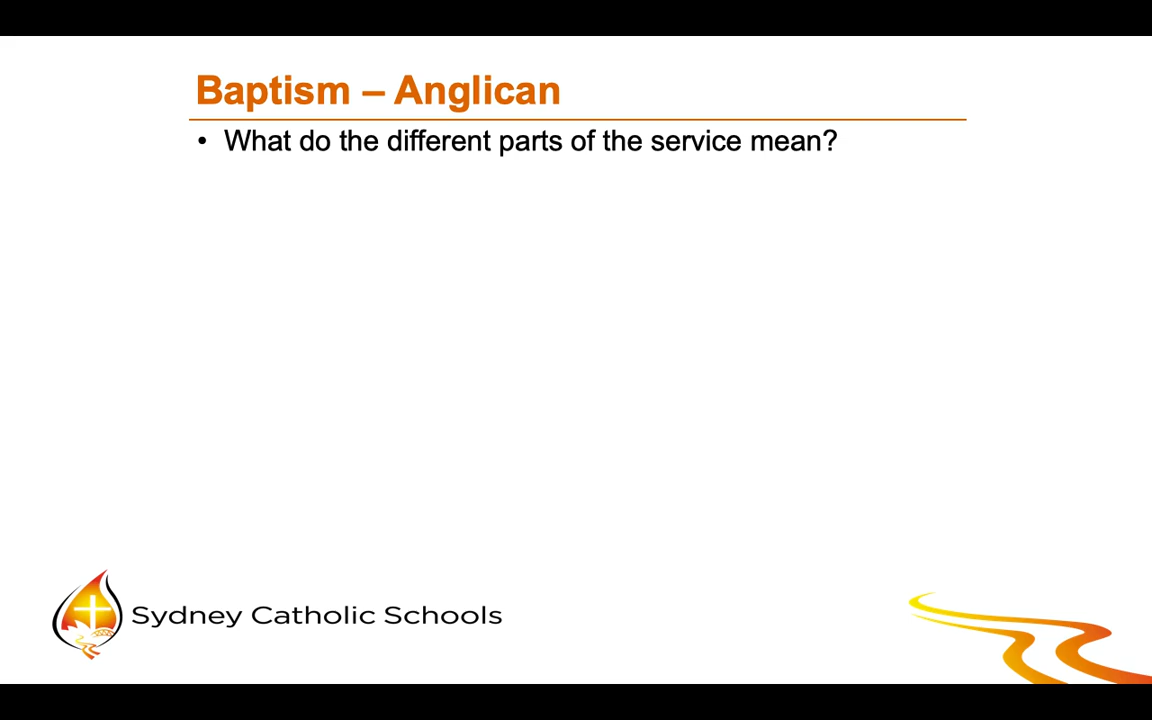 Baptism – Anglican
• What do the different parts of the service mean?
Sydney Catholic Schools